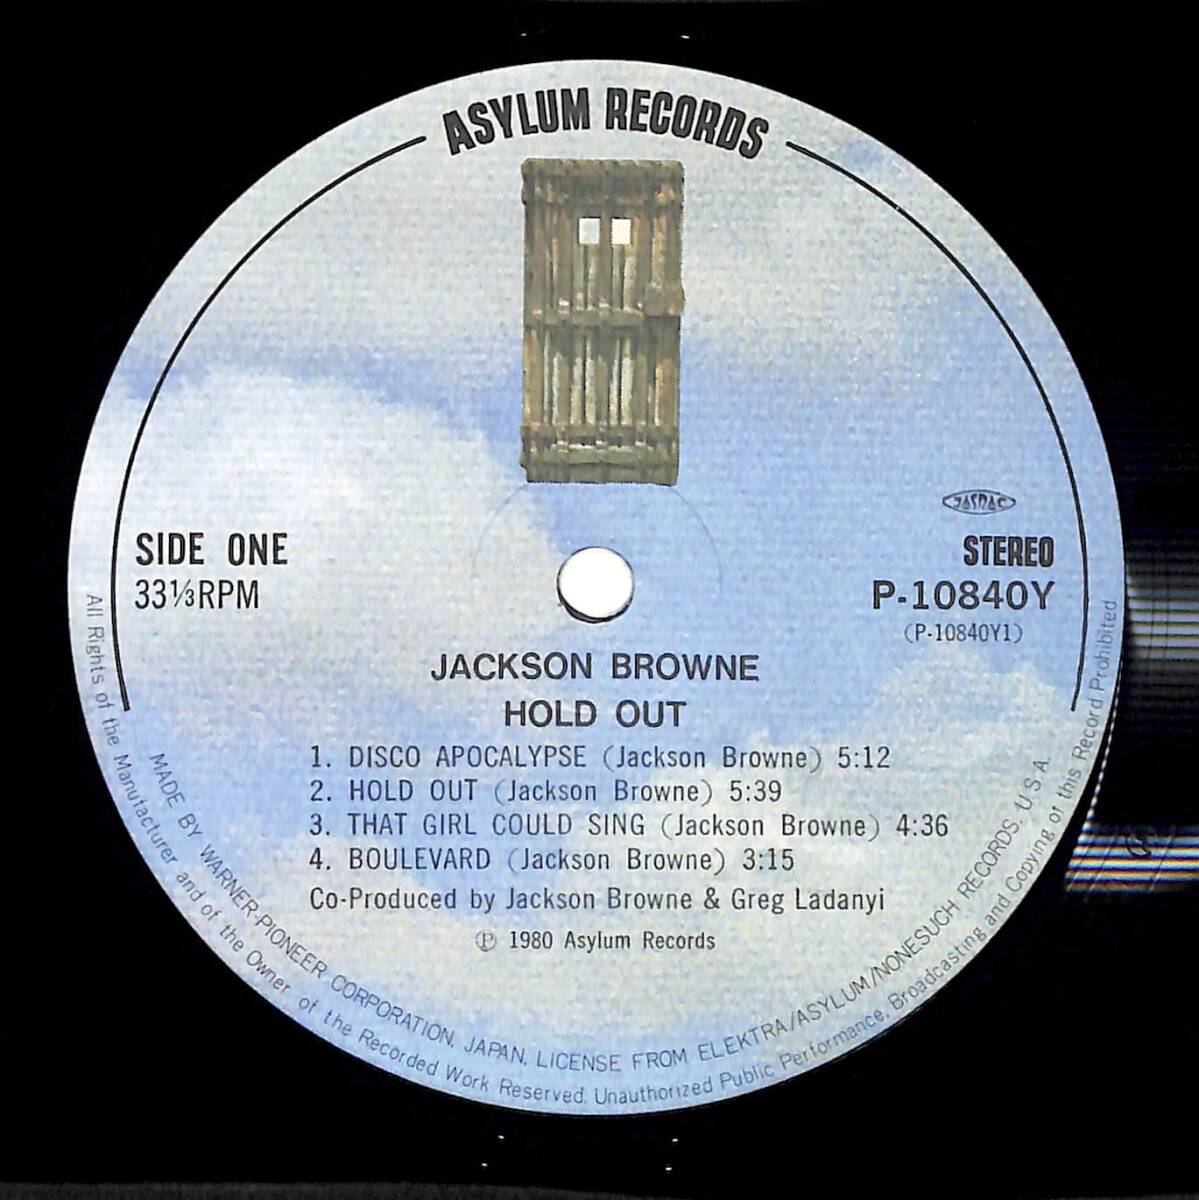 ASYLUM RECORDS
JASRAC
SIDE ONE
33⅓RPM
STEREO
P-10840Y
(P-10840Y1)
JACKSON BROWNE
HOLD OUT
1. DISCO APOCALYPSE (Jackson Browne) 5:12
2. HOLD OUT (Jackson Browne) 5:39
3. THAT GIRL COULD SING (Jackson Browne) 4:36
4. BOULEVARD (Jackson Browne) 3:15
Co-Produced by Jackson Browne & Greg Ladanyi
Ⓟ 1980 Asylum Records
MADE BY WARNER-PIONEER CORPORATION, JAPAN, LICENSE FROM ELEKTRA/ASYLUM/NONESUCH RECORDS, U.S.A.
All Rights of the Manufacturer and of the Owner of the Recorded Work Reserved. Unauthorized Public Performance, Broadcasting and Copying of this Record Prohibited